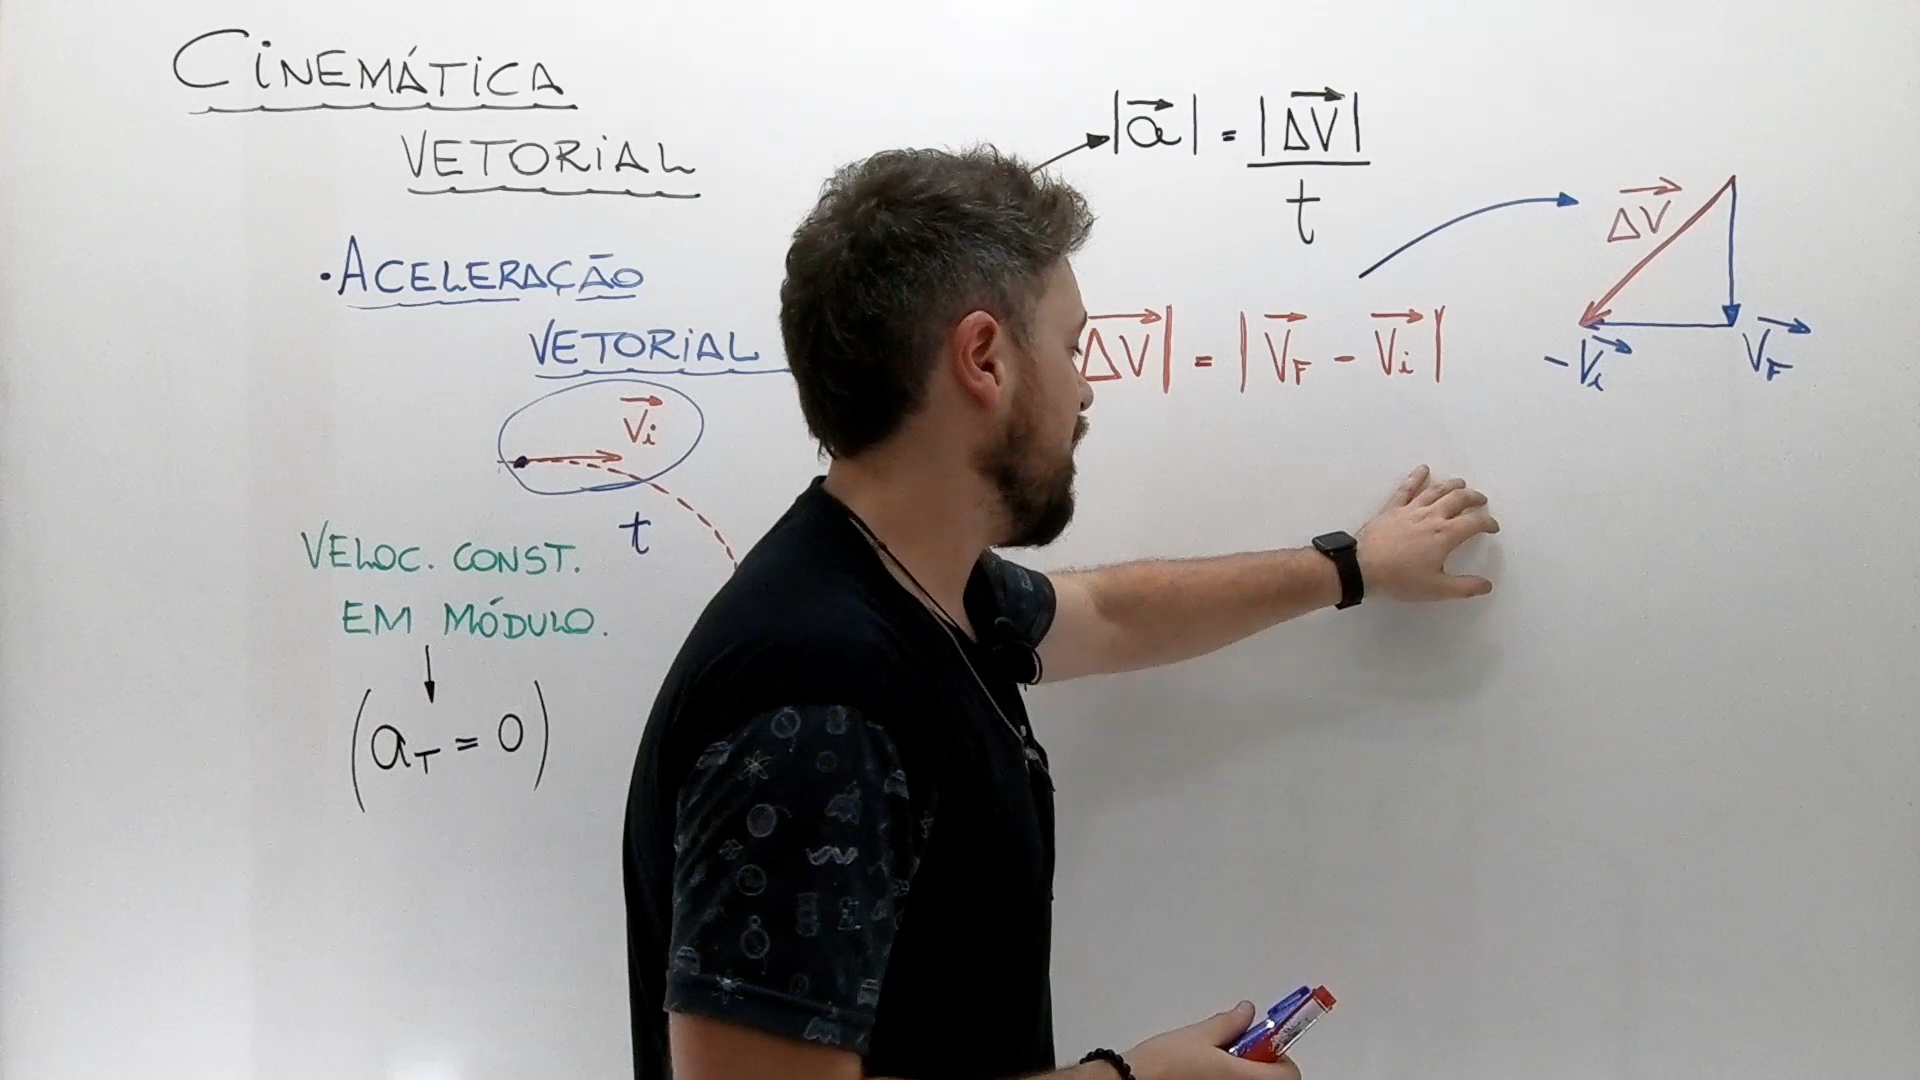 CINEMÁTICA
VETORIAL
• ACELERAÇÃO
VETORIAL
Vi
t
VELOC. CONST.
EM MÓDULO.
(aT = 0)
|a| = |ΔV|
t
ΔV| = |VF - Vi|
ΔV
-Vi
VF